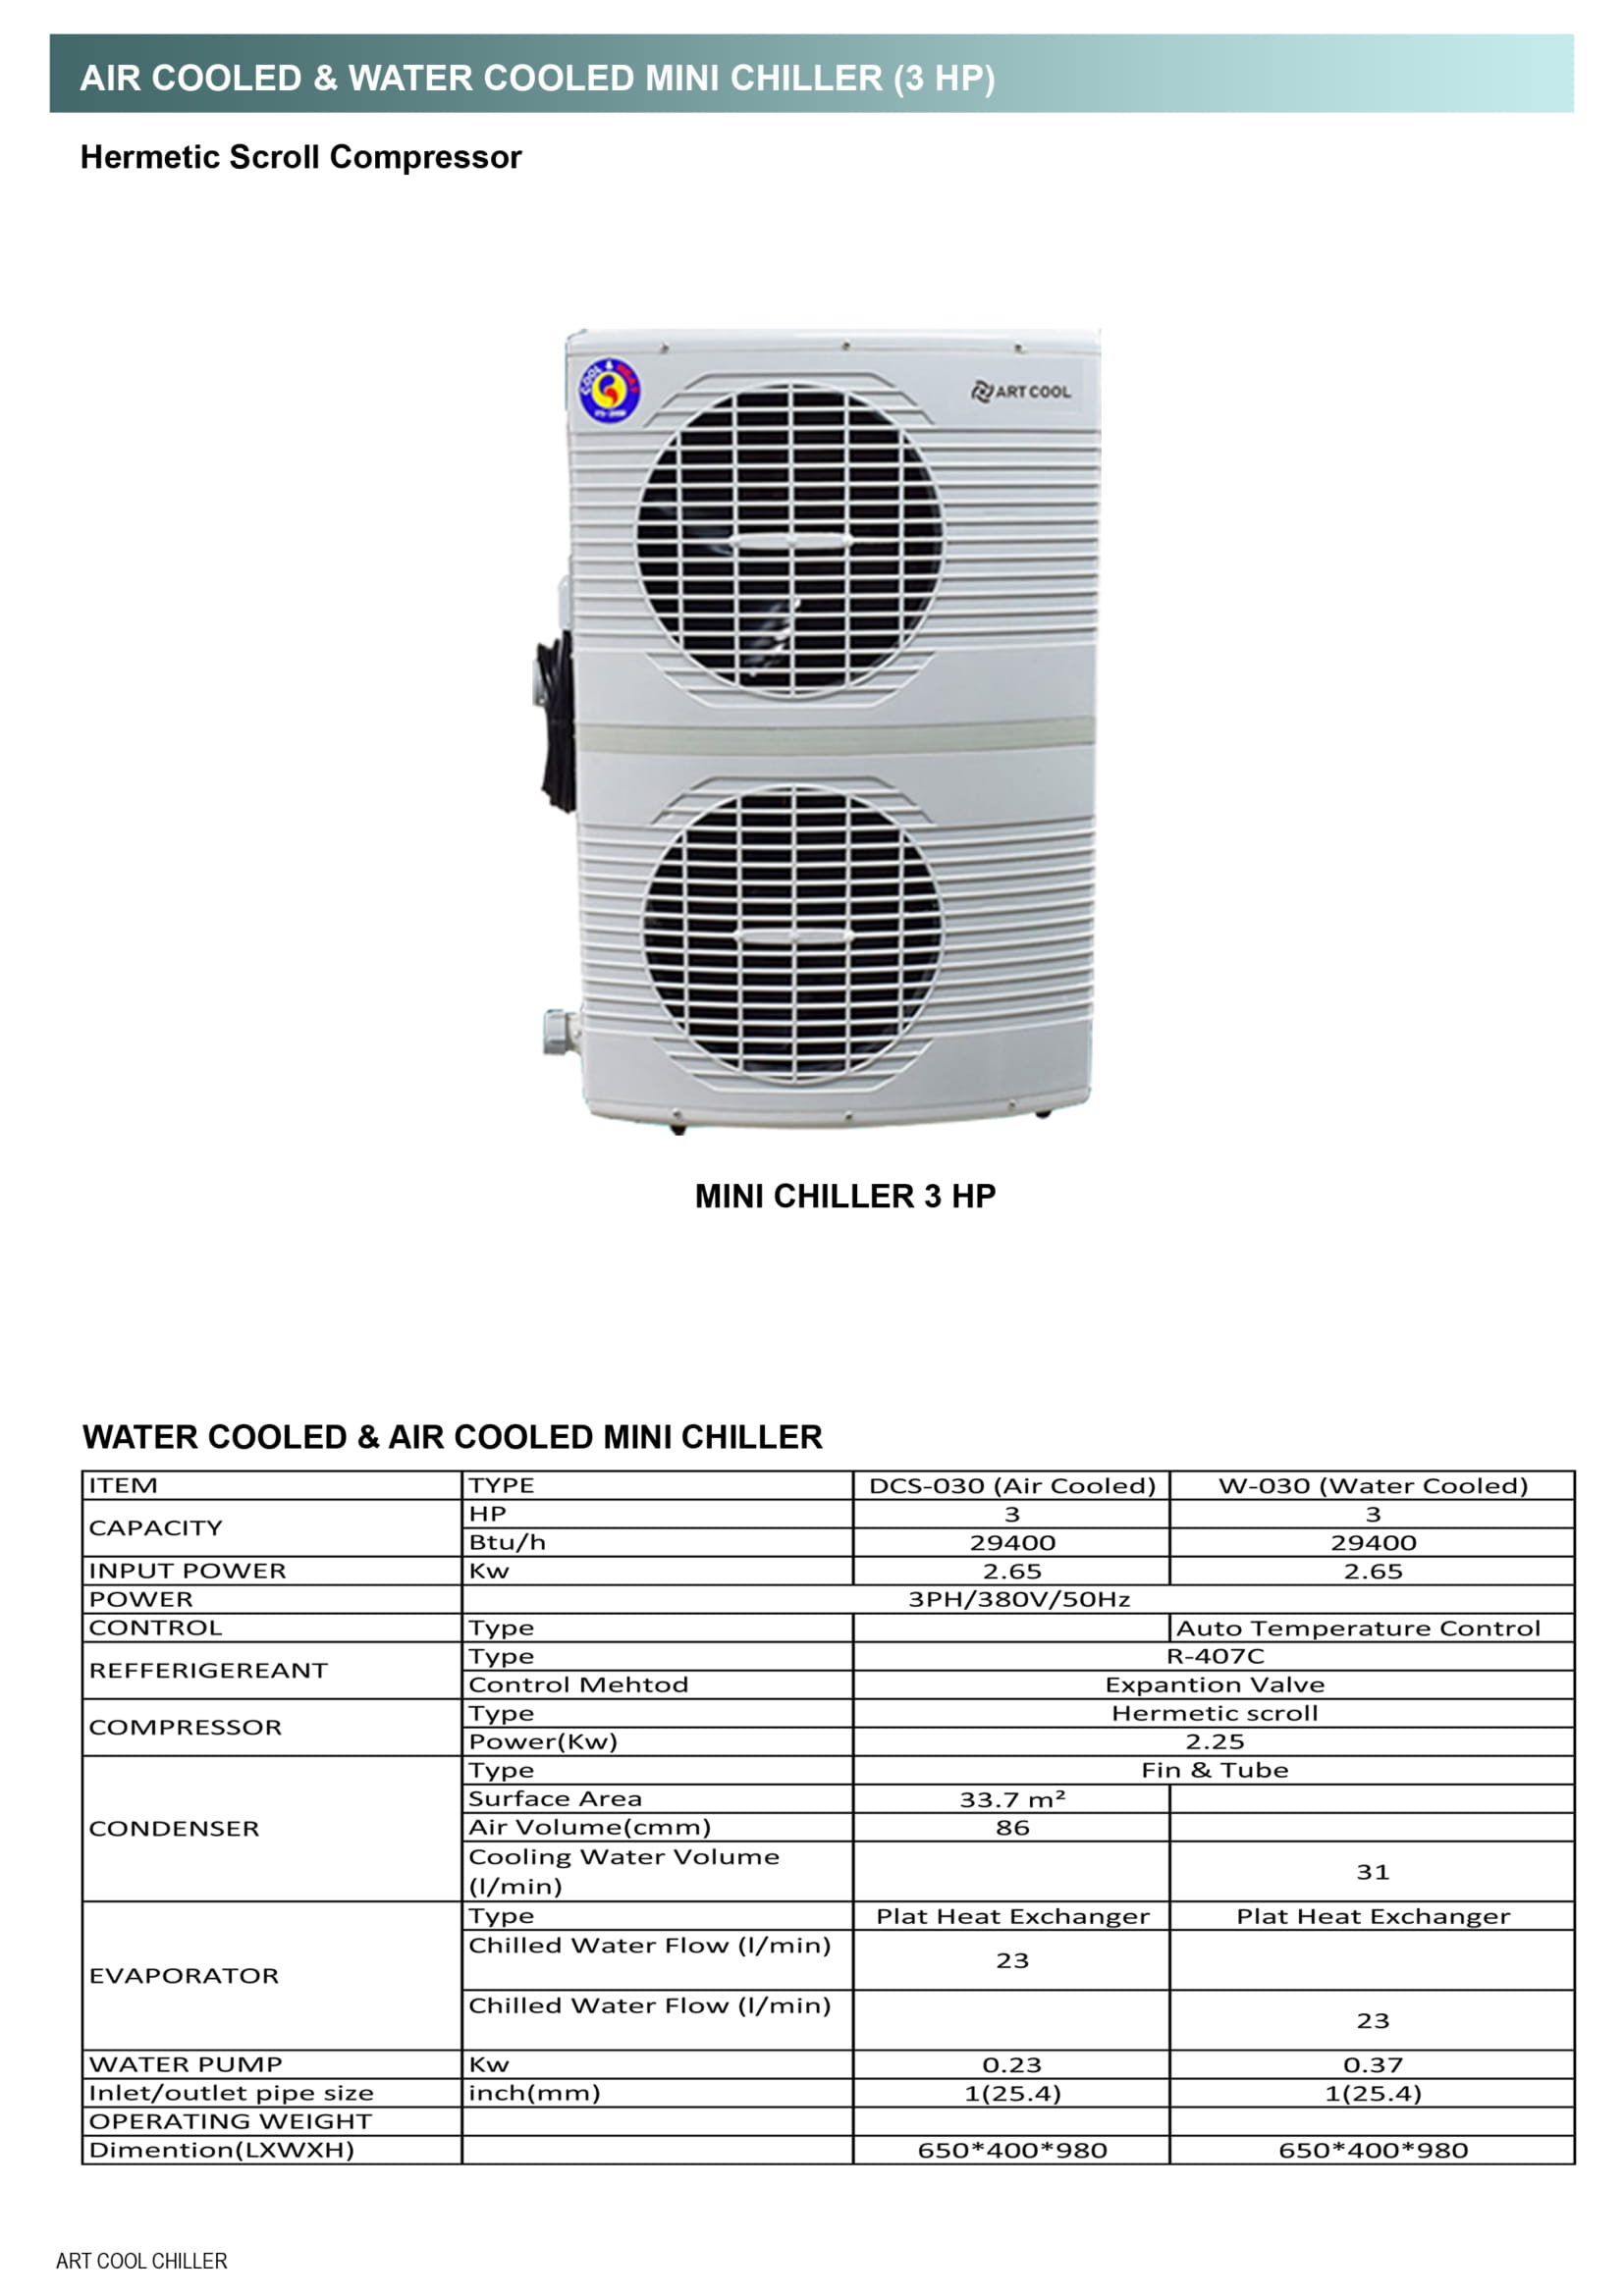 AIR COOLED & WATER COOLED MINI CHILLER (3 HP)
Hermetic Scroll Compressor
COOL &
ART COOL
MINI CHILLER 3 HP
WATER COOLED & AIR COOLED MINI CHILLER
ITEM TYPE DCS-030 (Air Cooled) W-030 (Water Cooled)
CAPACITY HP 3 3
Btu/h 29400 29400
INPUT POWER Kw 2.65 2.65
POWER 3PH/380V/50Hz
CONTROL Type Auto Temperature Control
REFFERIGEREANT Type R-407C
Control Mehtod Expantion Valve
COMPRESSOR Type Hermetic scroll
Power(Kw) 2.25
CONDENSER Type Fin & Tube
Surface Area 33.7 m²
Air Volume(cmm) 86
Cooling Water Volume
(l/min) 31
EVAPORATOR Type Plat Heat Exchanger Plat Heat Exchanger
Chilled Water Flow (l/min) 23
Chilled Water Flow (l/min) 23
WATER PUMP Kw 0.23 0.37
Inlet/outlet pipe size inch(mm) 1(25.4) 1(25.4)
OPERATING WEIGHT
Dimention(LXWXH) 650*400*980 650*400*980
ART COOL CHILLER